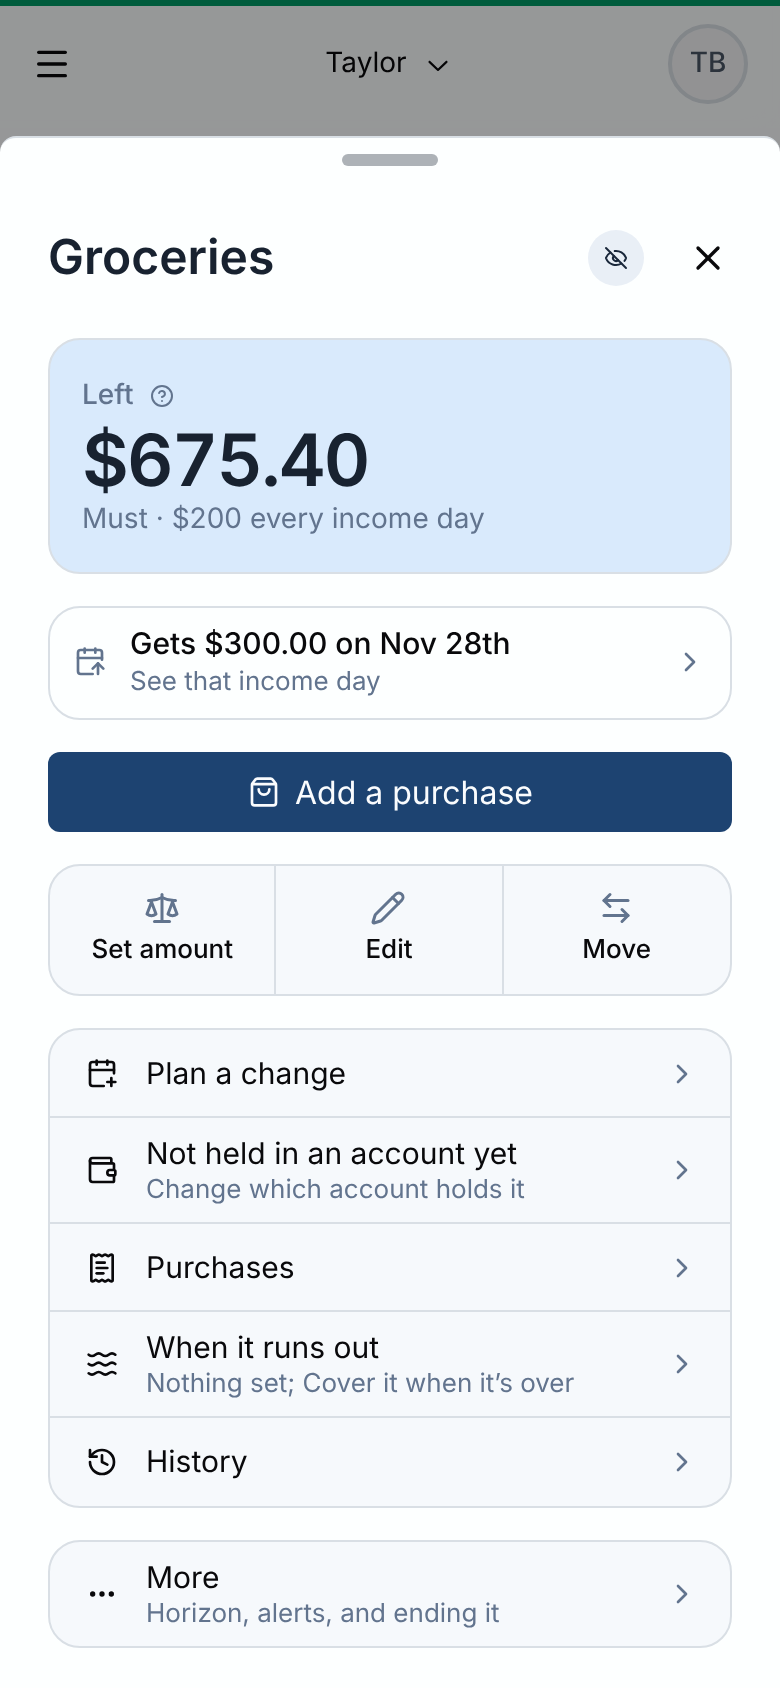 Taylor
TB
Groceries
Left
$675.40
Must · $200 every income day
Gets $300.00 on Nov 28th
See that income day
Add a purchase
Set amount
Edit
Move
Plan a change
Not held in an account yet
Change which account holds it
Purchases
When it runs out
Nothing set; Cover it when it’s over
History
More
Horizon, alerts, and ending it